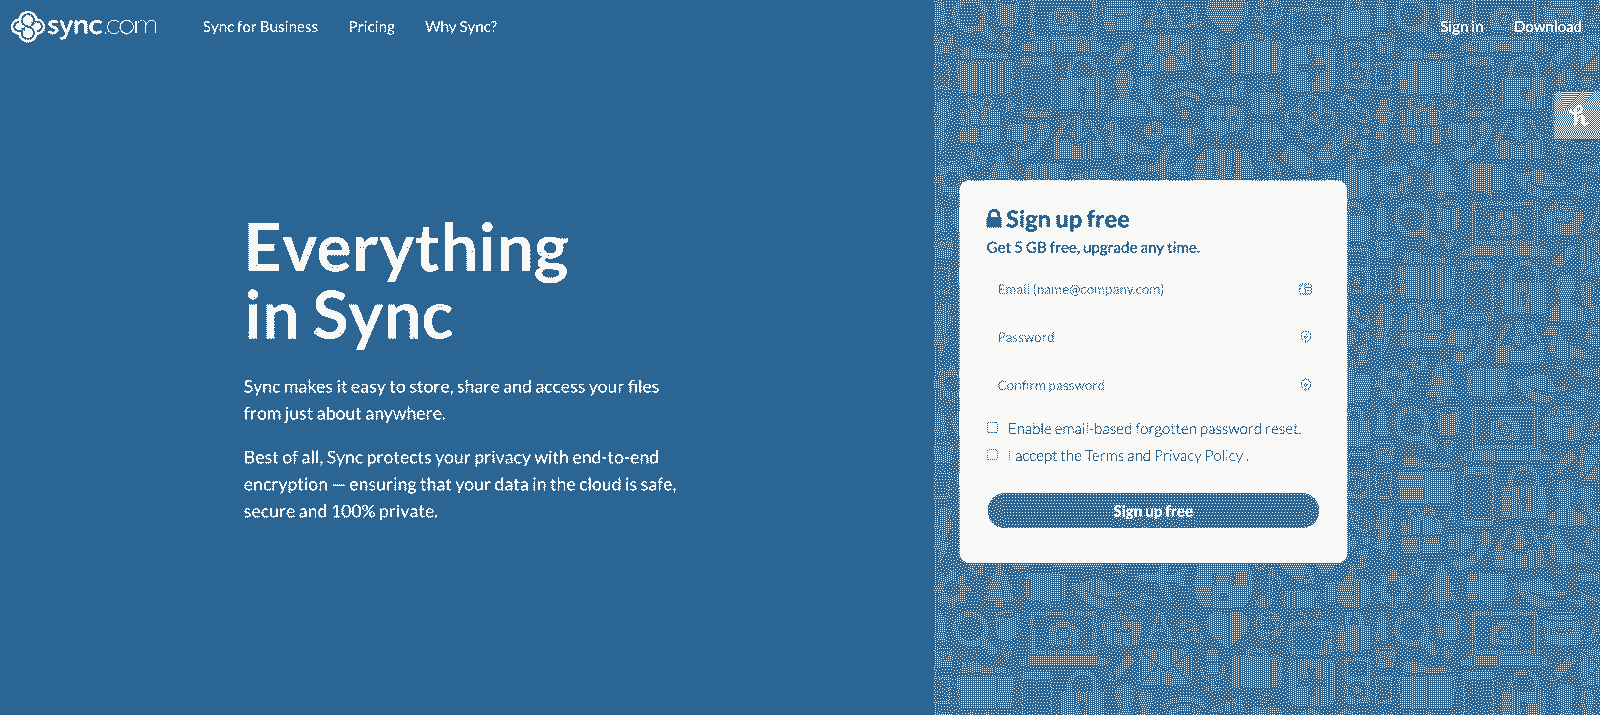 sync.com
Sync for Business
Pricing
Why Sync?
Sign in
Download
Everything
in Sync
Sync makes it easy to store, share and access your files
from just about anywhere.
Best of all, Sync protects your privacy with end-to-end
encryption — ensuring that your data in the cloud is safe,
secure and 100% private.
Sign up free
Get 5 GB free, upgrade any time.
Email (name@company.com)
Password
Confirm password
Enable email-based forgotten password reset.
I accept the Terms and Privacy Policy .
Sign up free